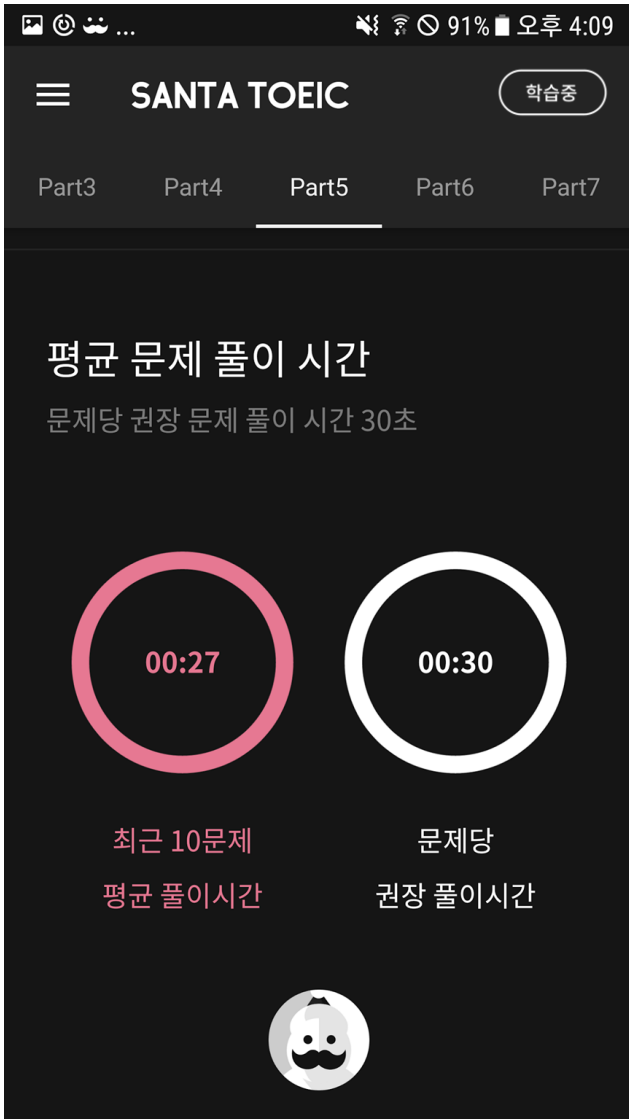 ... 91% 오후 4:09
SANTA TOEIC 학습중
Part3 Part4 Part5 Part6 Part7
평균 문제 풀이 시간
문제당 권장 문제 풀이 시간 30초
00:27 00:30
최근 10문제 문제당
평균 풀이시간 권장 풀이시간